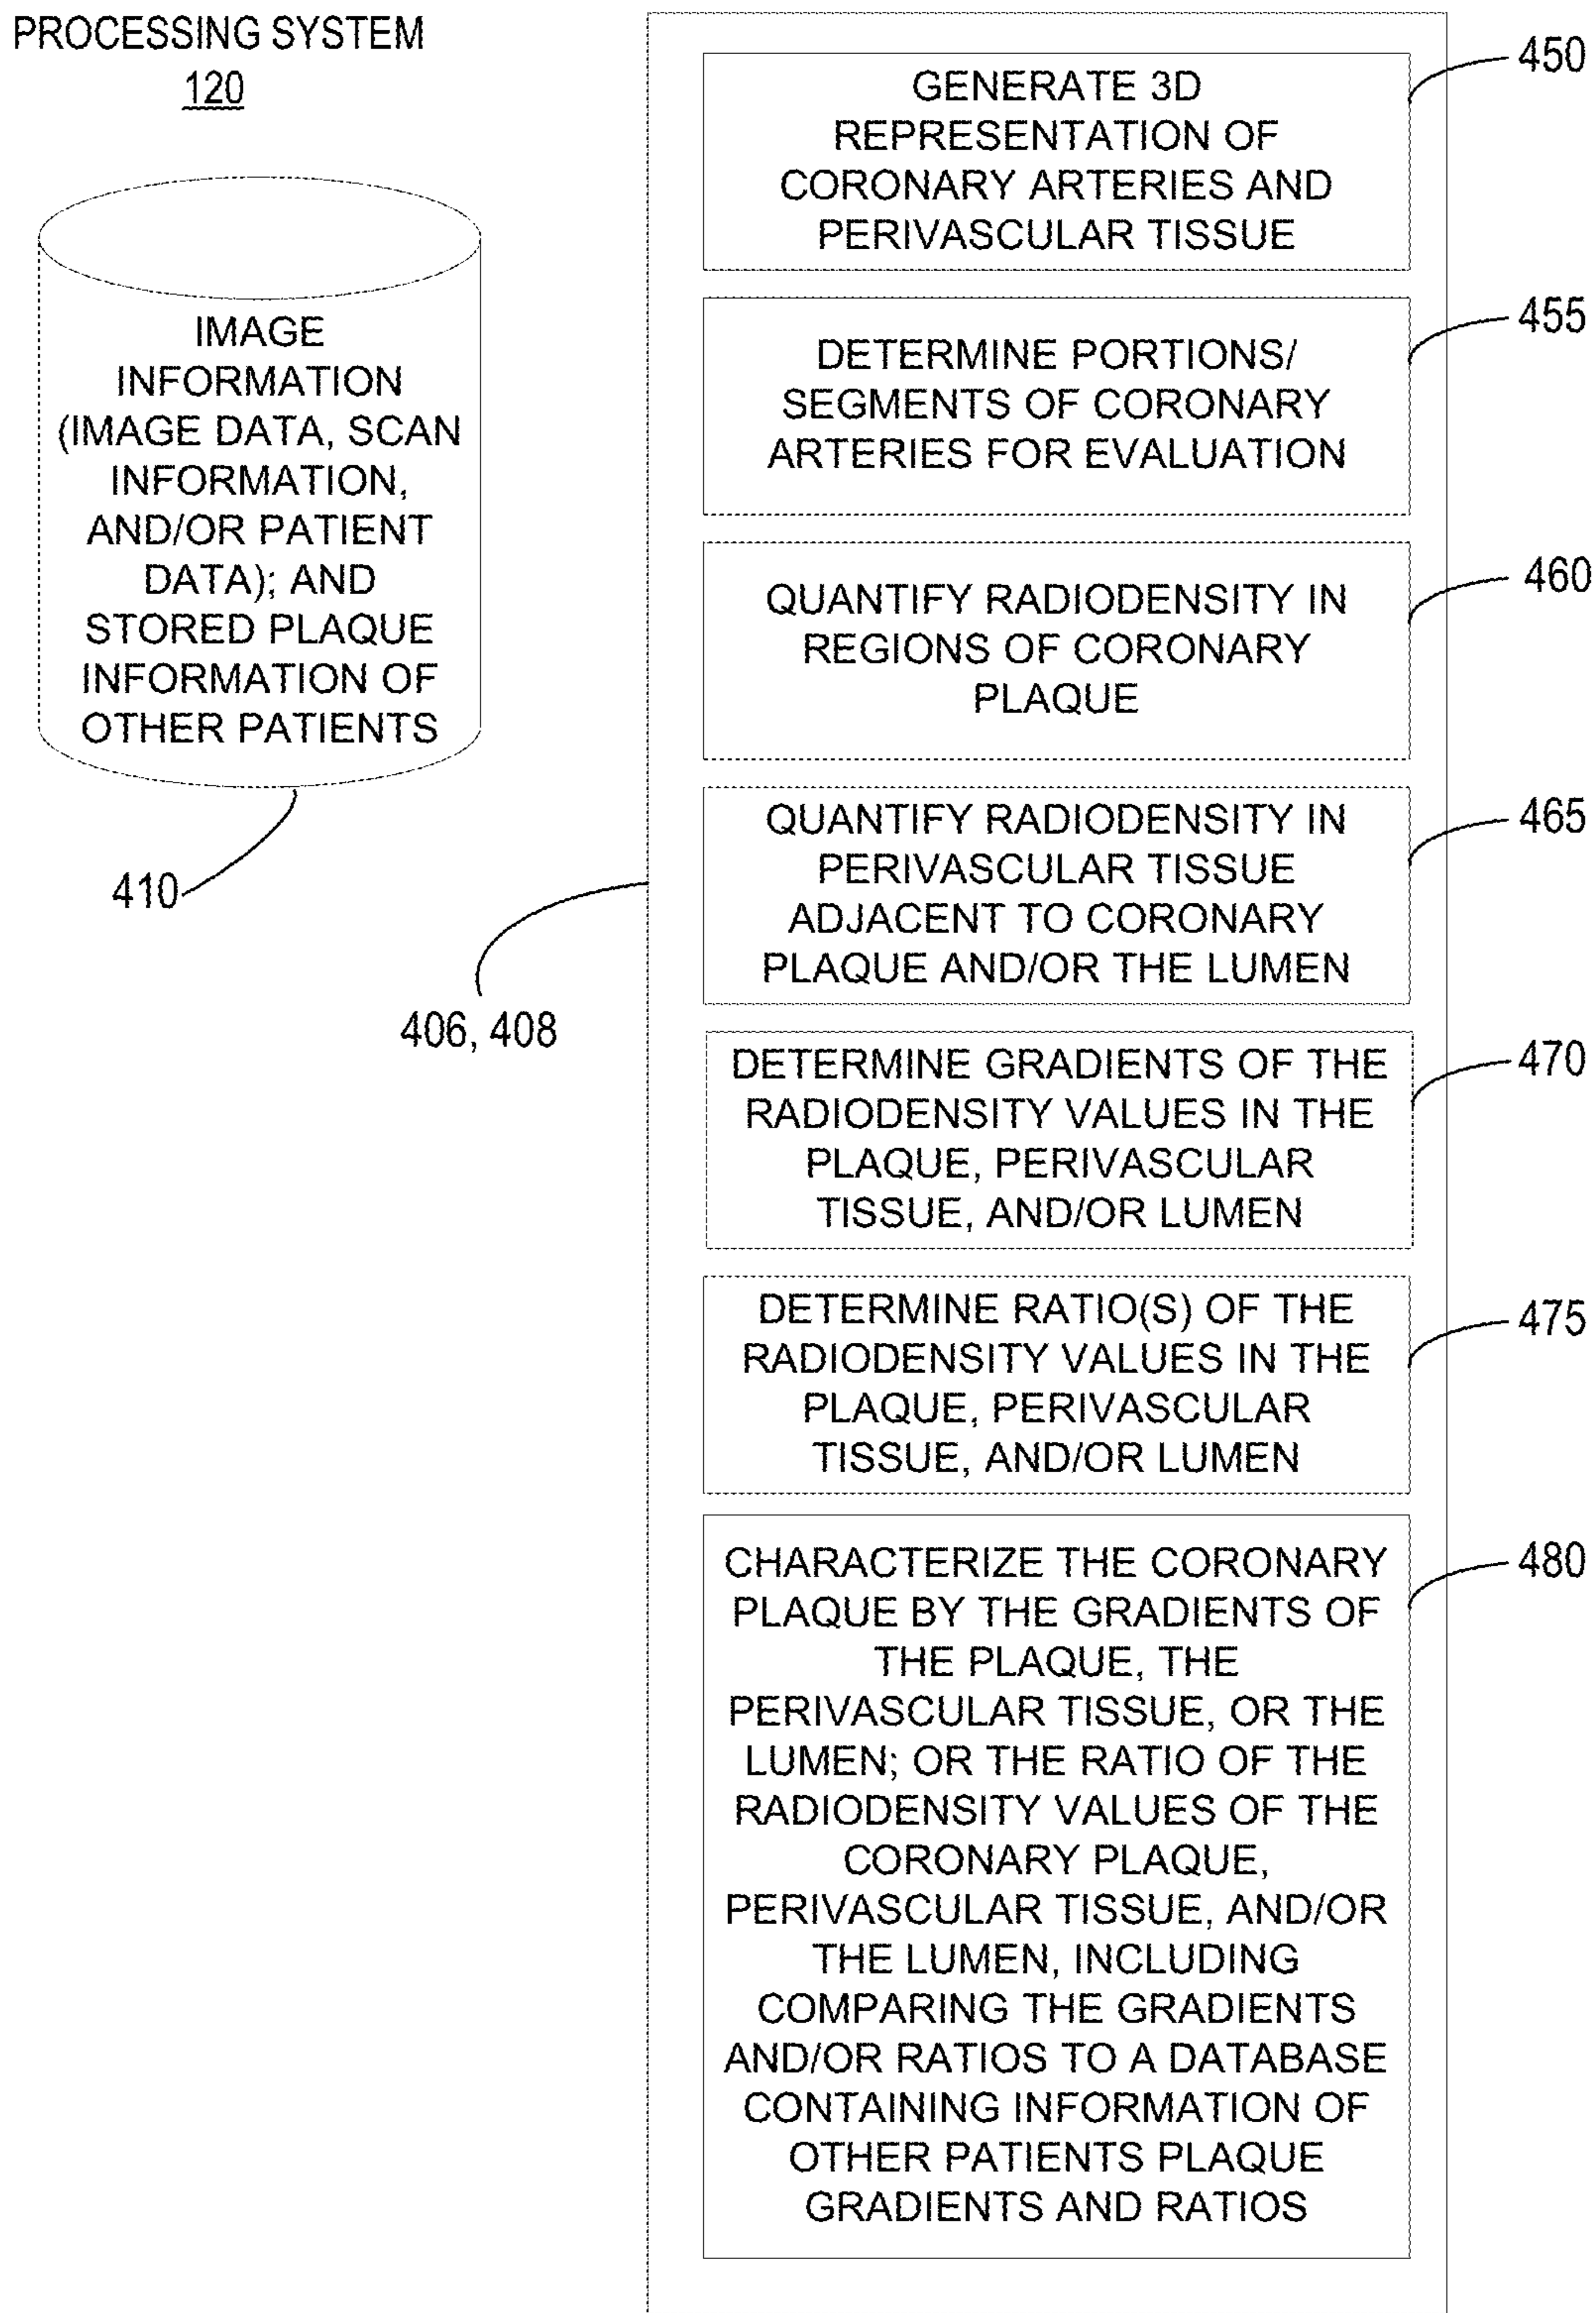 PROCESSING SYSTEM
120
IMAGE
INFORMATION
(IMAGE DATA, SCAN
INFORMATION,
AND/OR PATIENT
DATA); AND
STORED PLAQUE
INFORMATION OF
OTHER PATIENTS
410
406, 408
GENERATE 3D
REPRESENTATION OF
CORONARY ARTERIES AND
PERIVASCULAR TISSUE
450
DETERMINE PORTIONS/
SEGMENTS OF CORONARY
ARTERIES FOR EVALUATION
455
QUANTIFY RADIODENSITY IN
REGIONS OF CORONARY
PLAQUE
460
QUANTIFY RADIODENSITY IN
PERIVASCULAR TISSUE
ADJACENT TO CORONARY
PLAQUE AND/OR THE LUMEN
465
DETERMINE GRADIENTS OF THE
RADIODENSITY VALUES IN THE
PLAQUE, PERIVASCULAR
TISSUE, AND/OR LUMEN
470
DETERMINE RATIO(S) OF THE
RADIODENSITY VALUES IN THE
PLAQUE, PERIVASCULAR
TISSUE, AND/OR LUMEN
475
CHARACTERIZE THE CORONARY
PLAQUE BY THE GRADIENTS OF
THE PLAQUE, THE
PERIVASCULAR TISSUE, OR THE
LUMEN; OR THE RATIO OF THE
RADIODENSITY VALUES OF THE
CORONARY PLAQUE,
PERIVASCULAR TISSUE, AND/OR
THE LUMEN, INCLUDING
COMPARING THE GRADIENTS
AND/OR RATIOS TO A DATABASE
CONTAINING INFORMATION OF
OTHER PATIENTS PLAQUE
GRADIENTS AND RATIOS
480